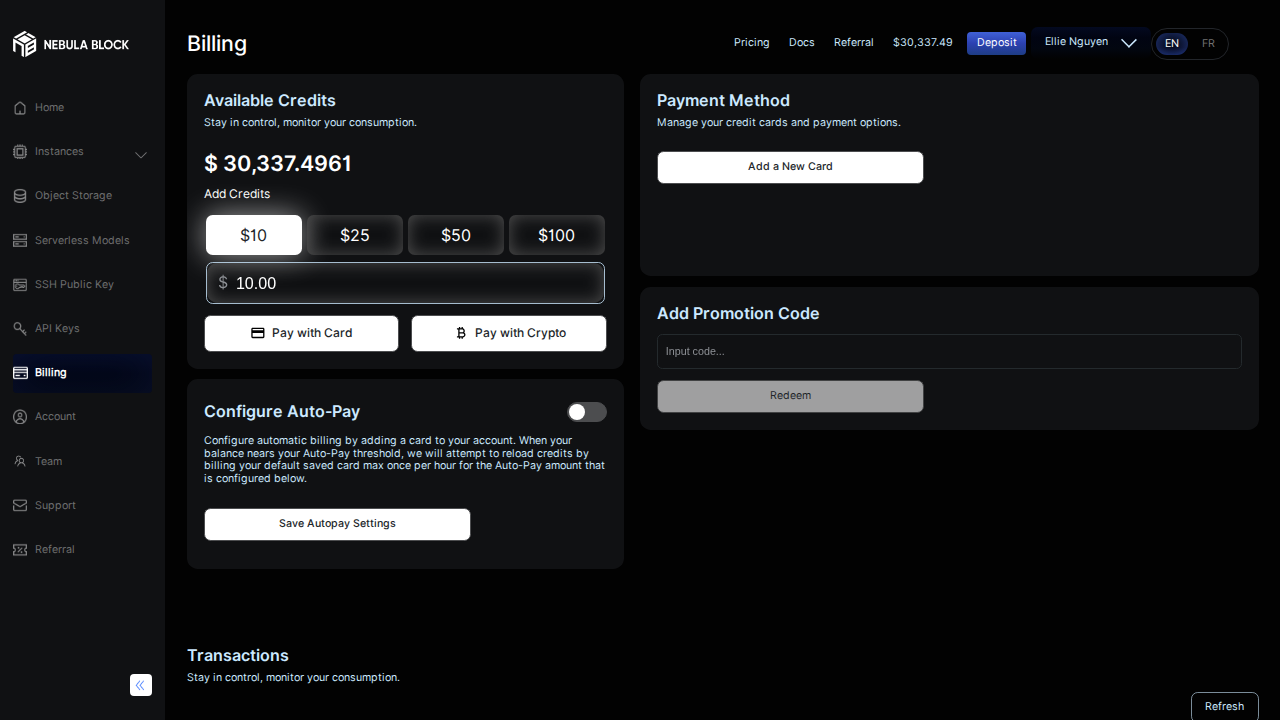 NEBULA BLOCK
Home
Instances
Object Storage
Serverless Models
SSH Public Key
API Keys
Billing
Account
Team
Support
Referral
Billing
Pricing
Docs
Referral
$30,337.49
Deposit
Ellie Nguyen
EN
FR
Available Credits
Stay in control, monitor your consumption.
$ 30,337.4961
Add Credits
$10
$25
$50
$100
$ 10.00
Pay with Card
Pay with Crypto
Configure Auto-Pay
Configure automatic billing by adding a card to your account. When your
balance nears your Auto-Pay threshold, we will attempt to reload credits by
billing your default saved card max once per hour for the Auto-Pay amount that
is configured below.
Save Autopay Settings
Payment Method
Manage your credit cards and payment options.
Add a New Card
Add Promotion Code
Input code...
Redeem
Transactions
Stay in control, monitor your consumption.
Refresh